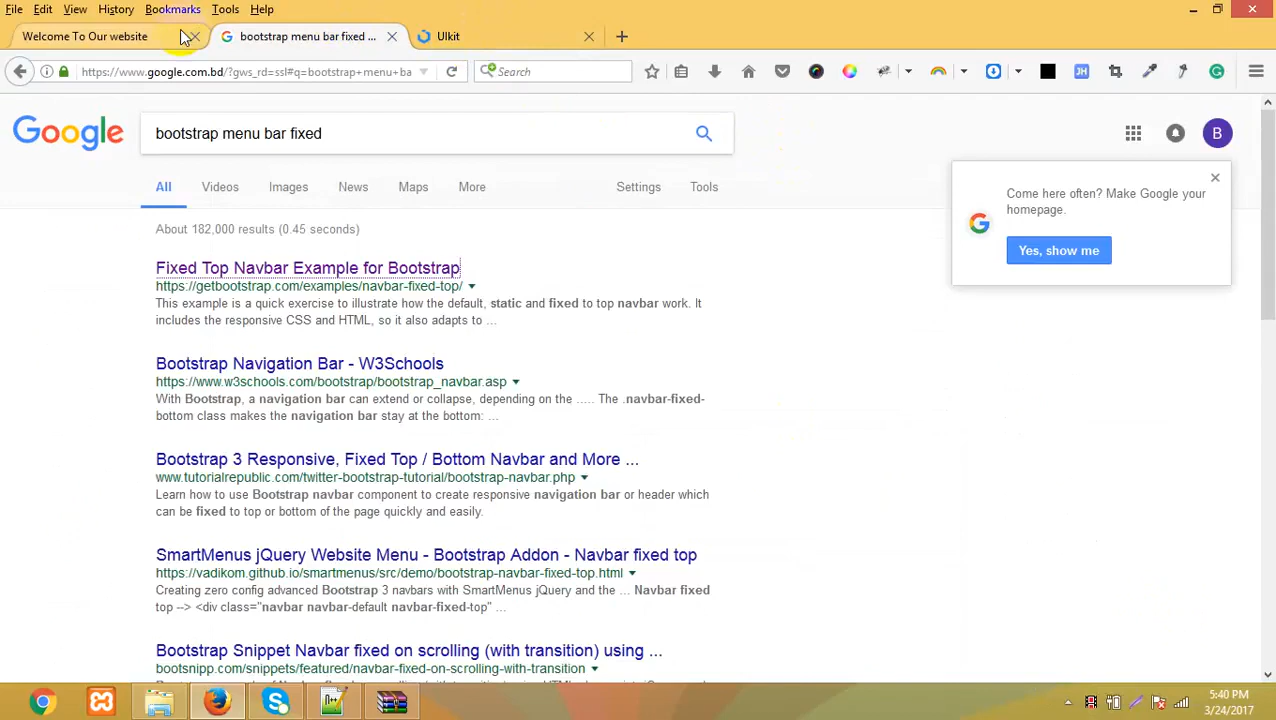 File Edit View History Bookmarks Tools Help
Welcome To Our website
bootstrap menu bar fixed ...
UIkit
https://www.google.com.bd/?gws_rd=ssl#q=bootstrap+menu+ba
Search
JH
Google
bootstrap menu bar fixed
B
All Videos Images News Maps More Settings Tools
Come here often? Make Google your
homepage.
Yes, show me
About 182,000 results (0.45 seconds)
Fixed Top Navbar Example for Bootstrap
https://getbootstrap.com/examples/navbar-fixed-top/
This example is a quick exercise to illustrate how the default, static and fixed to top navbar work. It
includes the responsive CSS and HTML, so it also adapts to ...
Bootstrap Navigation Bar - W3Schools
https://www.w3schools.com/bootstrap/bootstrap_navbar.asp
With Bootstrap, a navigation bar can extend or collapse, depending on the ..... The .navbar-fixed-
bottom class makes the navigation bar stay at the bottom: ...
Bootstrap 3 Responsive, Fixed Top / Bottom Navbar and More ...
www.tutorialrepublic.com/twitter-bootstrap-tutorial/bootstrap-navbar.php
Learn how to use Bootstrap navbar component to create responsive navigation bar or header which
can be fixed to top or bottom of the page quickly and easily.
SmartMenus jQuery Website Menu - Bootstrap Addon - Navbar fixed top
https://vadikom.github.io/smartmenus/src/demo/bootstrap-navbar-fixed-top.html
Creating zero config advanced Bootstrap 3 navbars with SmartMenus jQuery and the ... Navbar fixed
top --> <div class="navbar navbar-default navbar-fixed-top" ...
Bootstrap Snippet Navbar fixed on scrolling (with transition) using ...
bootsnipp.com/snippets/featured/navbar-fixed-on-scrolling-with-transition
5:40 PM
3/24/2017